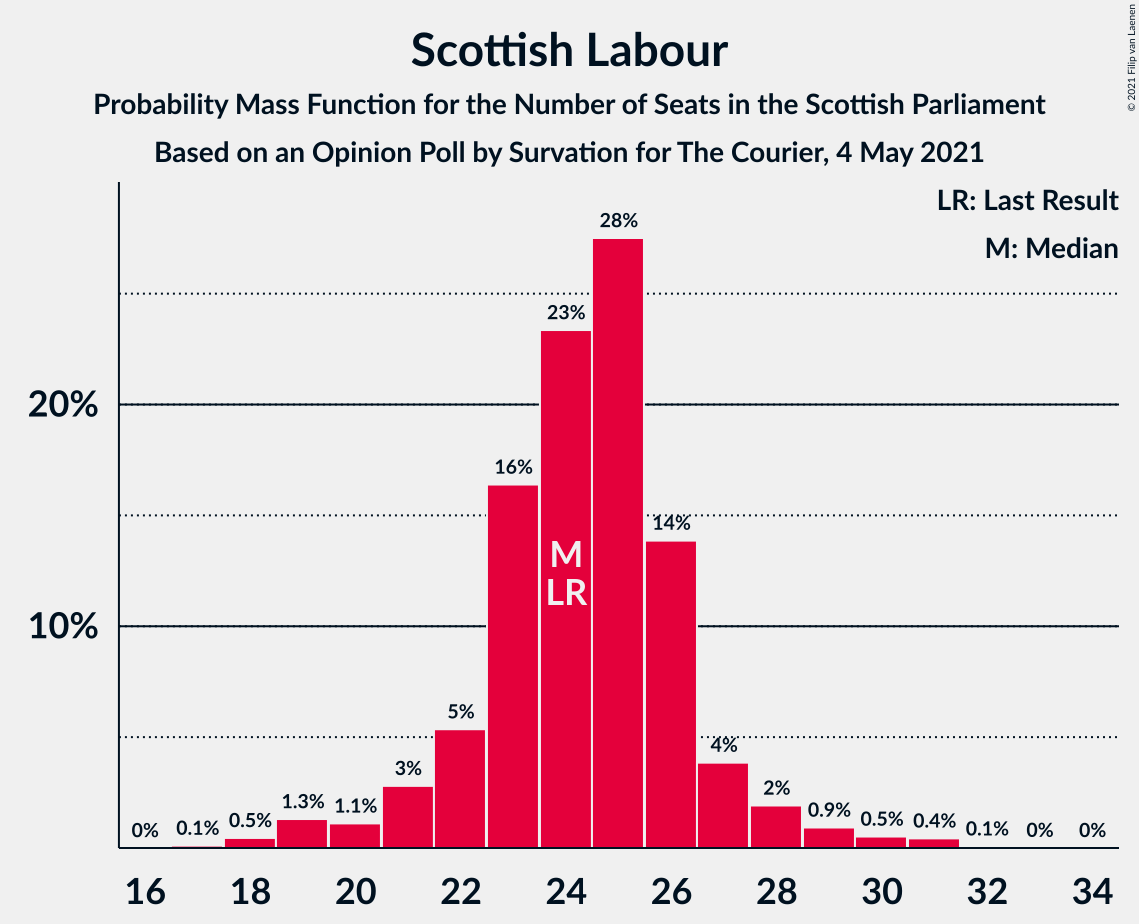 Scottish Labour
Probability Mass Function for the Number of Seats in the Scottish Parliament
Based on an Opinion Poll by Survation for The Courier, 4 May 2021
© 2021 Filip van Laenen
LR: Last Result
M: Median
20%
10%
0%
0.1%
0.5%
1.3%
1.1%
3%
5%
16%
23%
28%
14%
4%
2%
0.9%
0.5%
0.4%
0.1%
0%
0%
M
LR
16 18 20 22 24 26 28 30 32 34